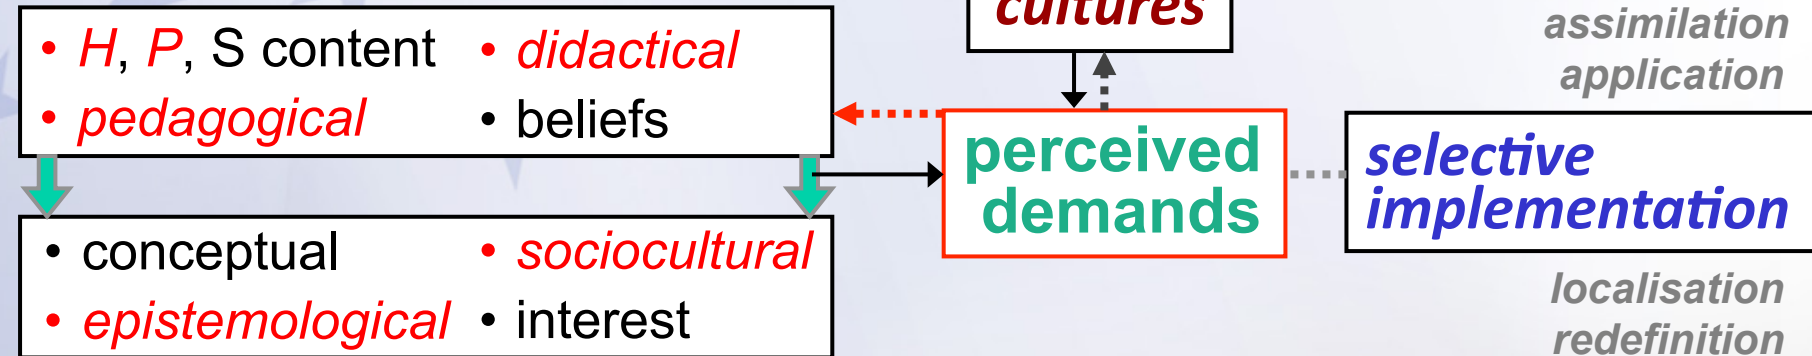 • H, P, S content • didactical
• pedagogical • beliefs
• conceptual • sociocultural
• epistemological • interest
cultures
perceived
demands
assimilation
application
selective
implementation
localisation
redefinition